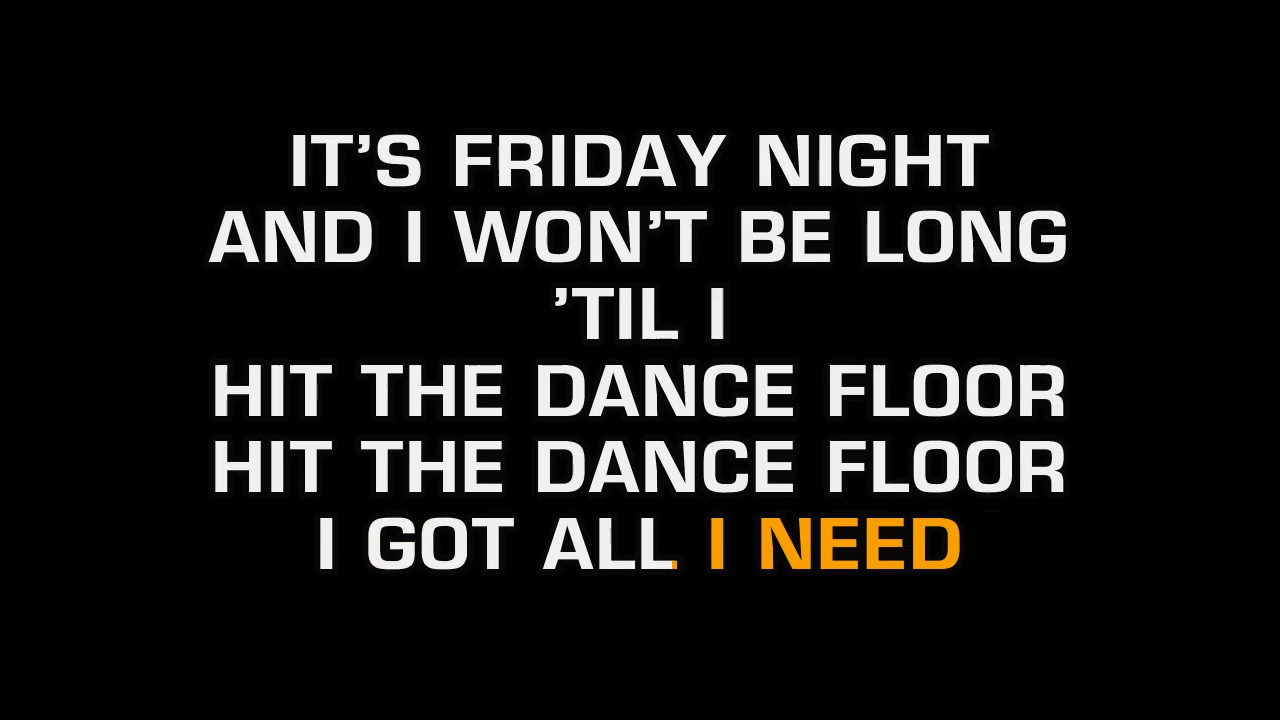 IT’S FRIDAY NIGHT
AND I WON’T BE LONG
’TIL I
HIT THE DANCE FLOOR
HIT THE DANCE FLOOR
I GOT ALL I NEED